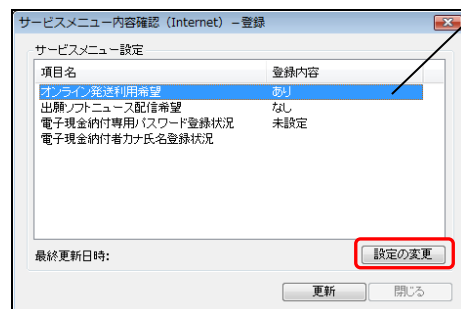 サービスメニュー内容確認（Internet）－登録
サービスメニュー設定
項目名 登録内容
オンライン発送利用希望 あり
出願ソフトニュース配信希望 なし
電子現金納付専用パスワード登録状況 未設定
電子現金納付者カナ氏名登録状況
最終更新日時: 設定の変更
更新 閉じる